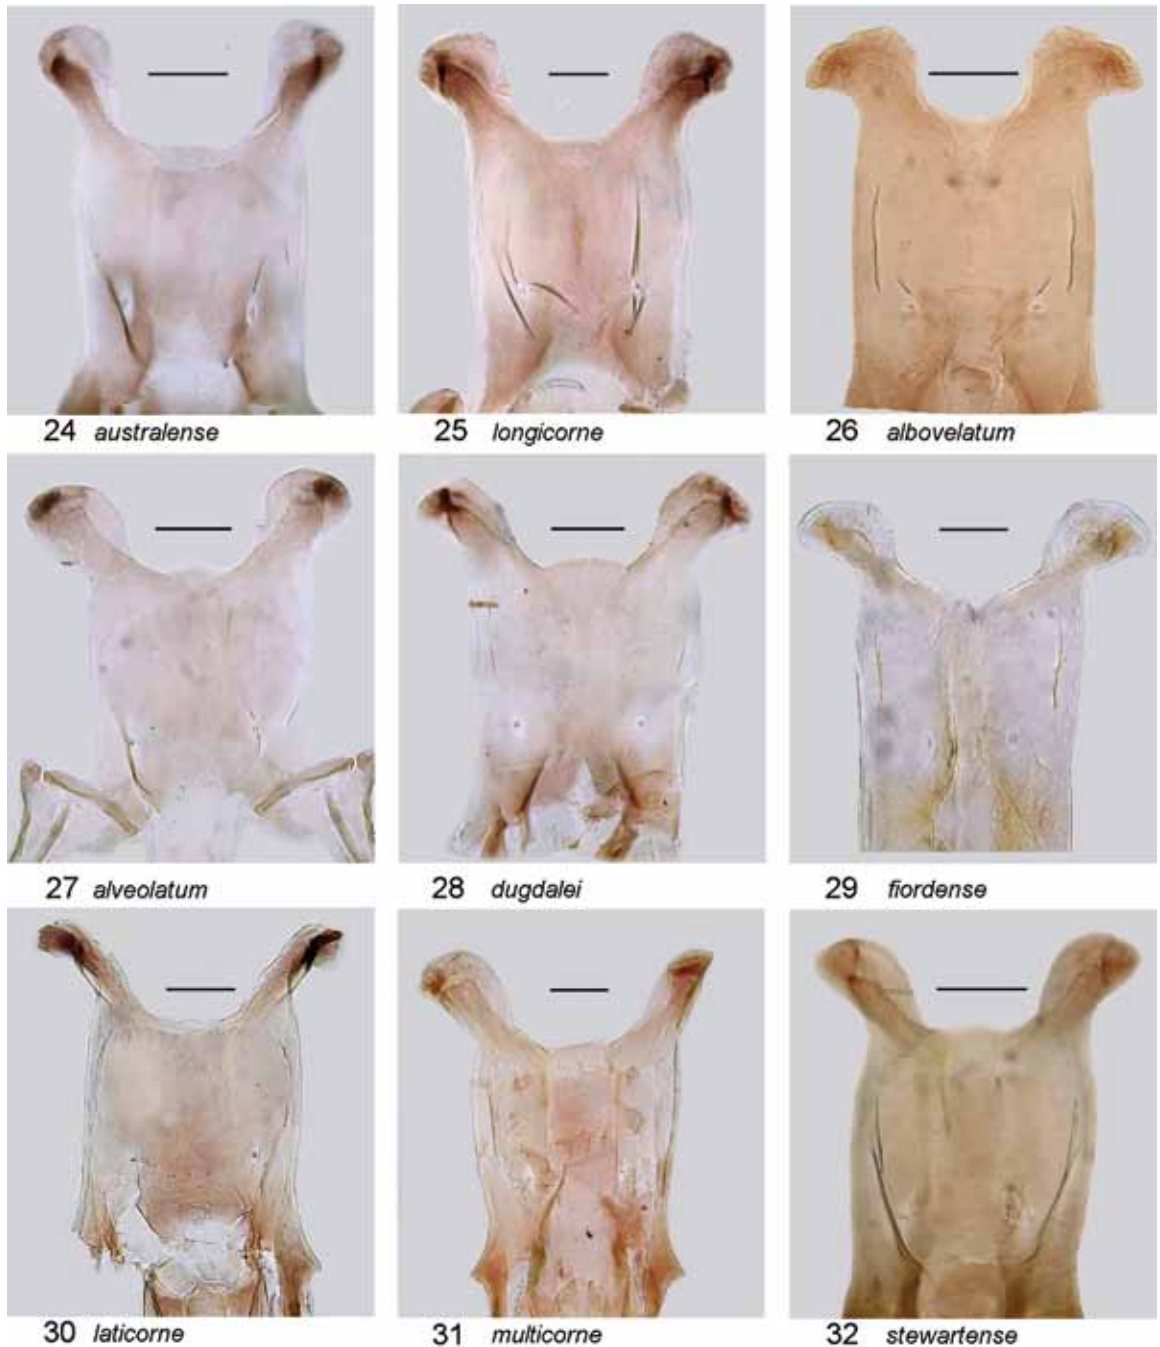 24 australense
25 longicorne
26 albovelatum
27 alveolatum
28 dugdalei
29 fiordense
30 laticorne
31 multicorne
32 stewartense